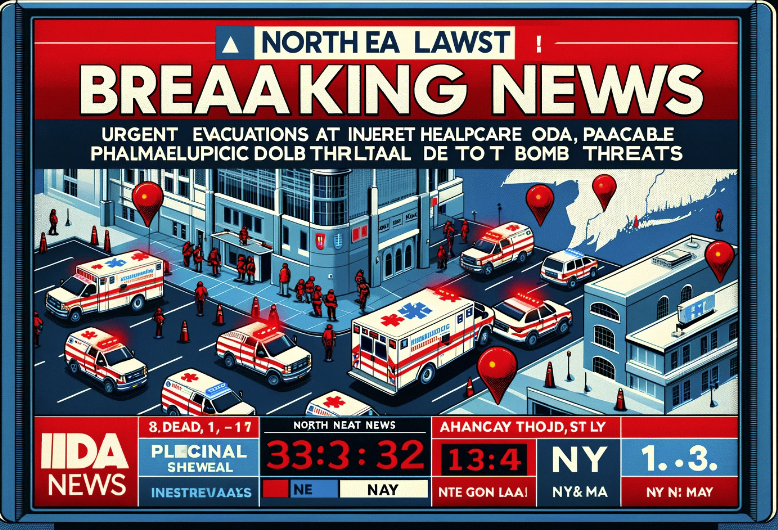 NORTH EA LAWST !
BREAAKING NEWS
URGENT EVACUATIONS AT INJERET HEALPCARE ODA, PAACABLE
PHALMAELUPICIC DOLB THRLTAAL DE TO T BOMB THREATS
IIDA
NEWS
8.DEAD, 1, -17
PLECINAL
SHEWEAL
INESTREVAAYS
NORTH NEAT NEWS
33:3:32
NE NAY
AHANCAY THOJD, ST LY
13:4
NTE GON LAA!
NY
NY& MA
1..3.
NY N! MAY